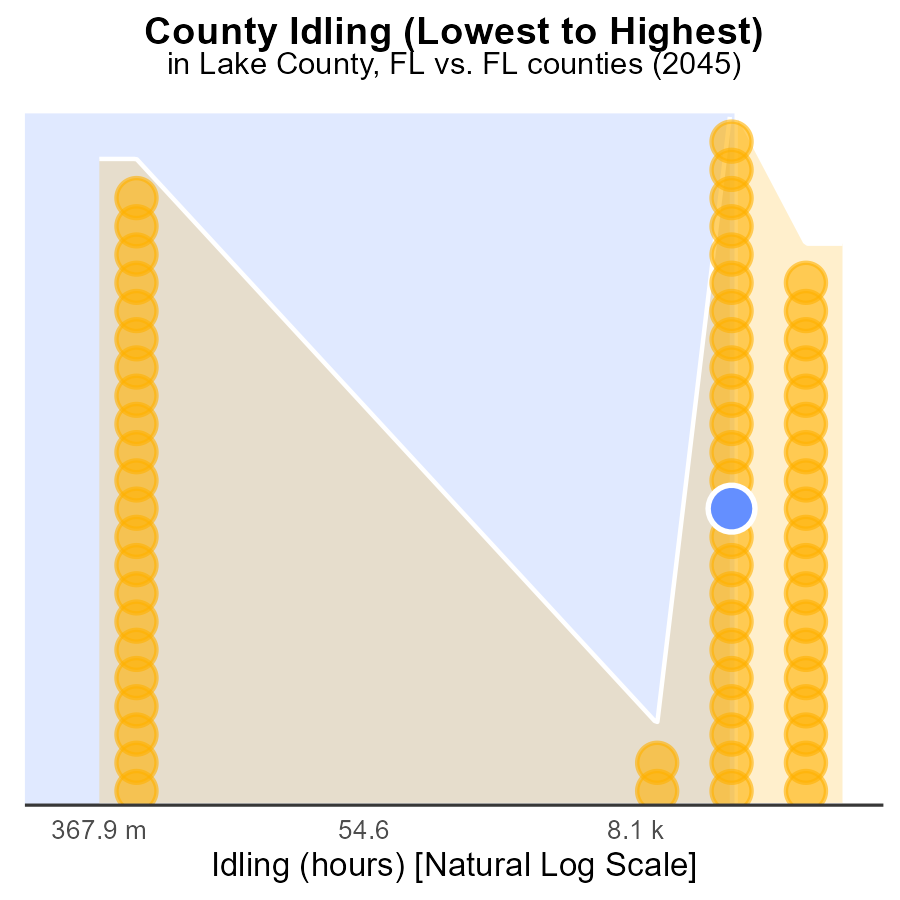 County Idling (Lowest to Highest)
in Lake County, FL vs. FL counties (2045)
367.9 m 54.6 8.1 k
Idling (hours) [Natural Log Scale]